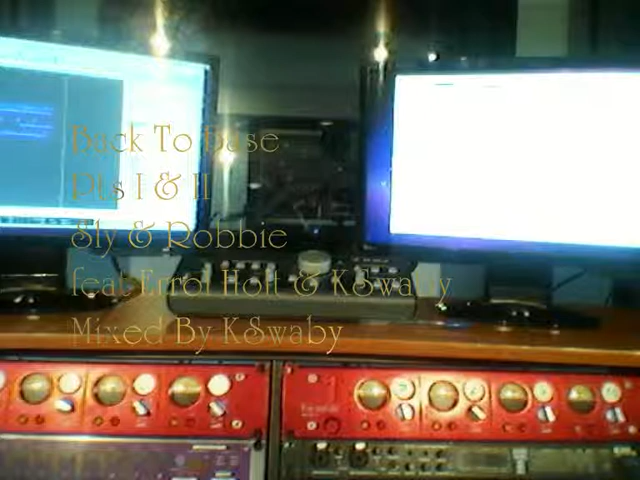 Back To Base
Pts I & II
Sly & Robbie
feat Errol Holt & KSwaby
Mixed By KSwaby